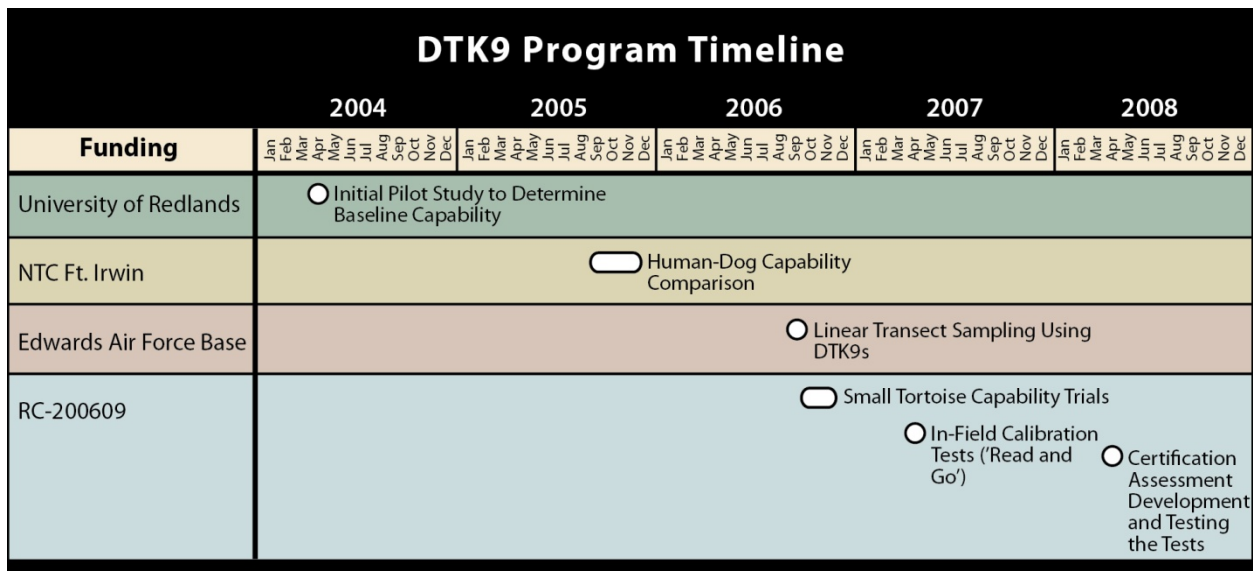 DTK9 Program Timeline
2004 2005 2006 2007 2008
Funding
Jan Feb Mar Apr May Jun Jul Aug Sep Oct Nov Dec Jan Feb Mar Apr May Jun Jul Aug Sep Oct Nov Dec Jan Feb Mar Apr May Jun Jul Aug Sep Oct Nov Dec Jan Feb Mar Apr May Jun Jul Aug Sep Oct Nov Dec Jan Feb Mar Apr May Jun Jul Aug Sep Oct Nov Dec
University of Redlands
Initial Pilot Study to Determine
Baseline Capability
NTC Ft. Irwin
Human-Dog Capability
Comparison
Edwards Air Force Base
Linear Transect Sampling Using
DTK9s
RC-200609
Small Tortoise Capability Trials
In-Field Calibration
Tests ('Read and
Go')
Certification
Assessment
Development
and Testing
the Tests